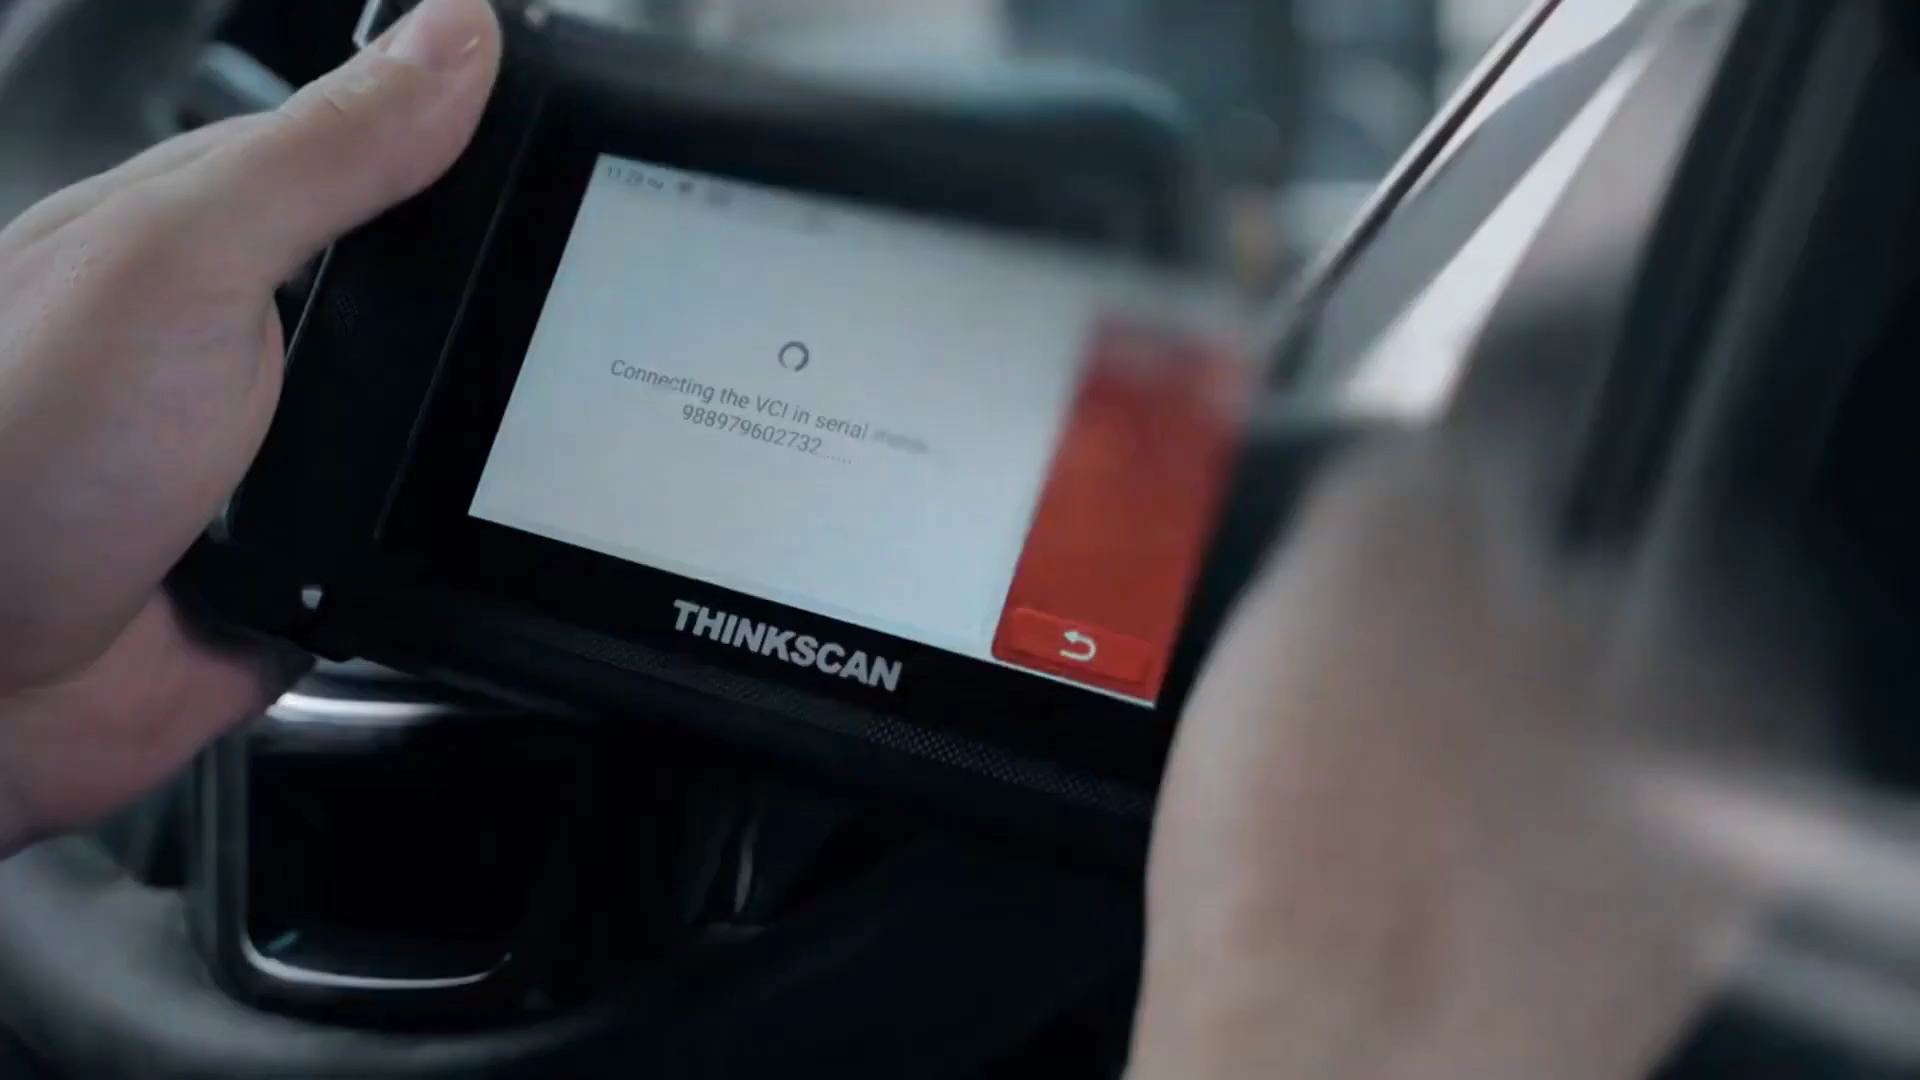 Connecting the VCI in serial
988979602732......
THINKSCAN